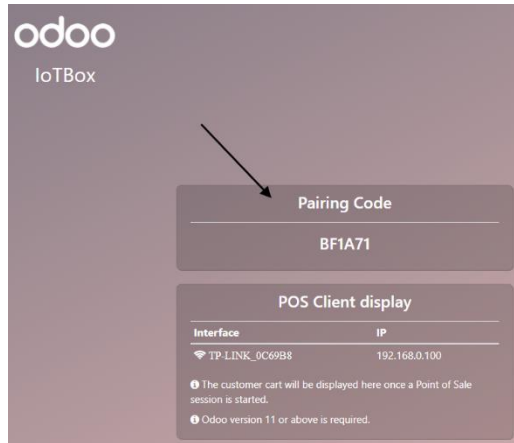 odoo
IoTBox
Pairing Code
BF1A71
POS Client display
Interface IP
TP-LINK_0C69B8 192.168.0.100
The customer cart will be displayed here once a Point of Sale
session is started.
Odoo version 11 or above is required.